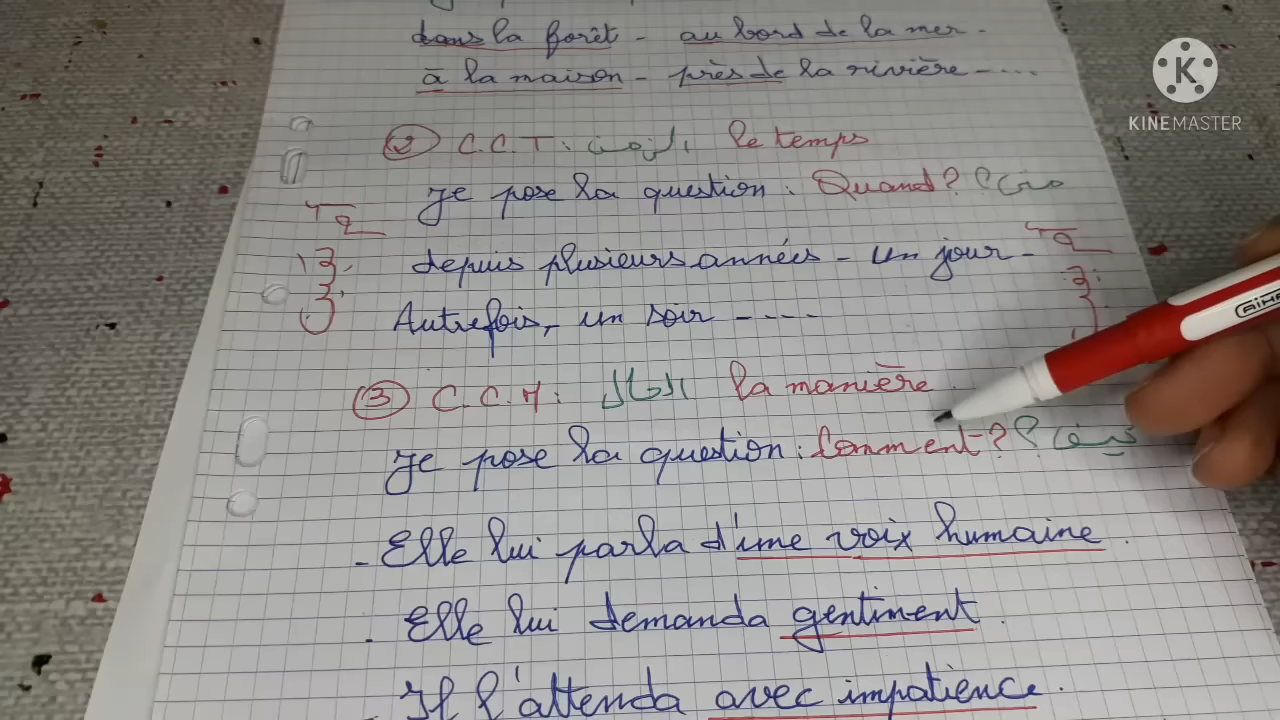 dans la forêt - au bord de la mer -
à la maison - près de la rivière - ....
② C.C.T : الزمن le temps
Je pose la question : Quand ? متى؟
depuis plusieurs années - un jour -
Autrefois, un soir ----
③ C.C.M : الحال la manière
Je pose la question : Comment ? كيف؟
- Elle lui parla d'une voix humaine.
- Elle lui demanda gentiment.
- Il l'attenda avec impatience.
KINEMASTER